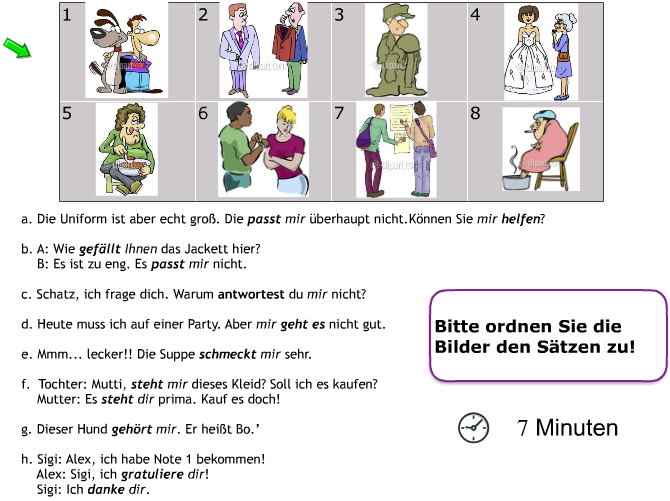 1 2 3 4
5 6 7 8
a. Die Uniform ist aber echt groß. Die passt mir überhaupt nicht.Können Sie mir helfen?
b. A: Wie gefällt Ihnen das Jackett hier?
B: Es ist zu eng. Es passt mir nicht.
c. Schatz, ich frage dich. Warum antwortest du mir nicht?
d. Heute muss ich auf einer Party. Aber mir geht es nicht gut.
e. Mmm... lecker!! Die Suppe schmeckt mir sehr.
f. Tochter: Mutti, steht mir dieses Kleid? Soll ich es kaufen?
Mutter: Es steht dir prima. Kauf es doch!
g. Dieser Hund gehört mir. Er heißt Bo.’
h. Sigi: Alex, ich habe Note 1 bekommen!
Alex: Sigi, ich gratuliere dir!
Sigi: Ich danke dir.
Bitte ordnen Sie die
Bilder den Sätzen zu!
7 Minuten